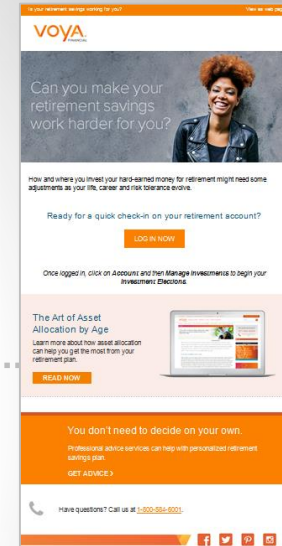 Is your retirement savings working for you?
View as web page
VOYA
FINANCIAL
Can you make your
retirement savings
work harder for you?
How and where you invest your hard-earned money for retirement might need some
adjustments as your life, career and risk tolerance evolve.
Ready for a quick check-in on your retirement account?
LOG IN NOW
Once logged in, click on Account and then Manage Investments to begin your
Investment Elections.
The Art of Asset
Allocation by Age
Learn more about how asset allocation
can help you get the most from your
retirement plan.
READ NOW
You don't need to decide on your own.
Professional advice services can help with personalized retirement
savings plan.
GET ADVICE >
Have questions? Call us at 1-800-584-6001.